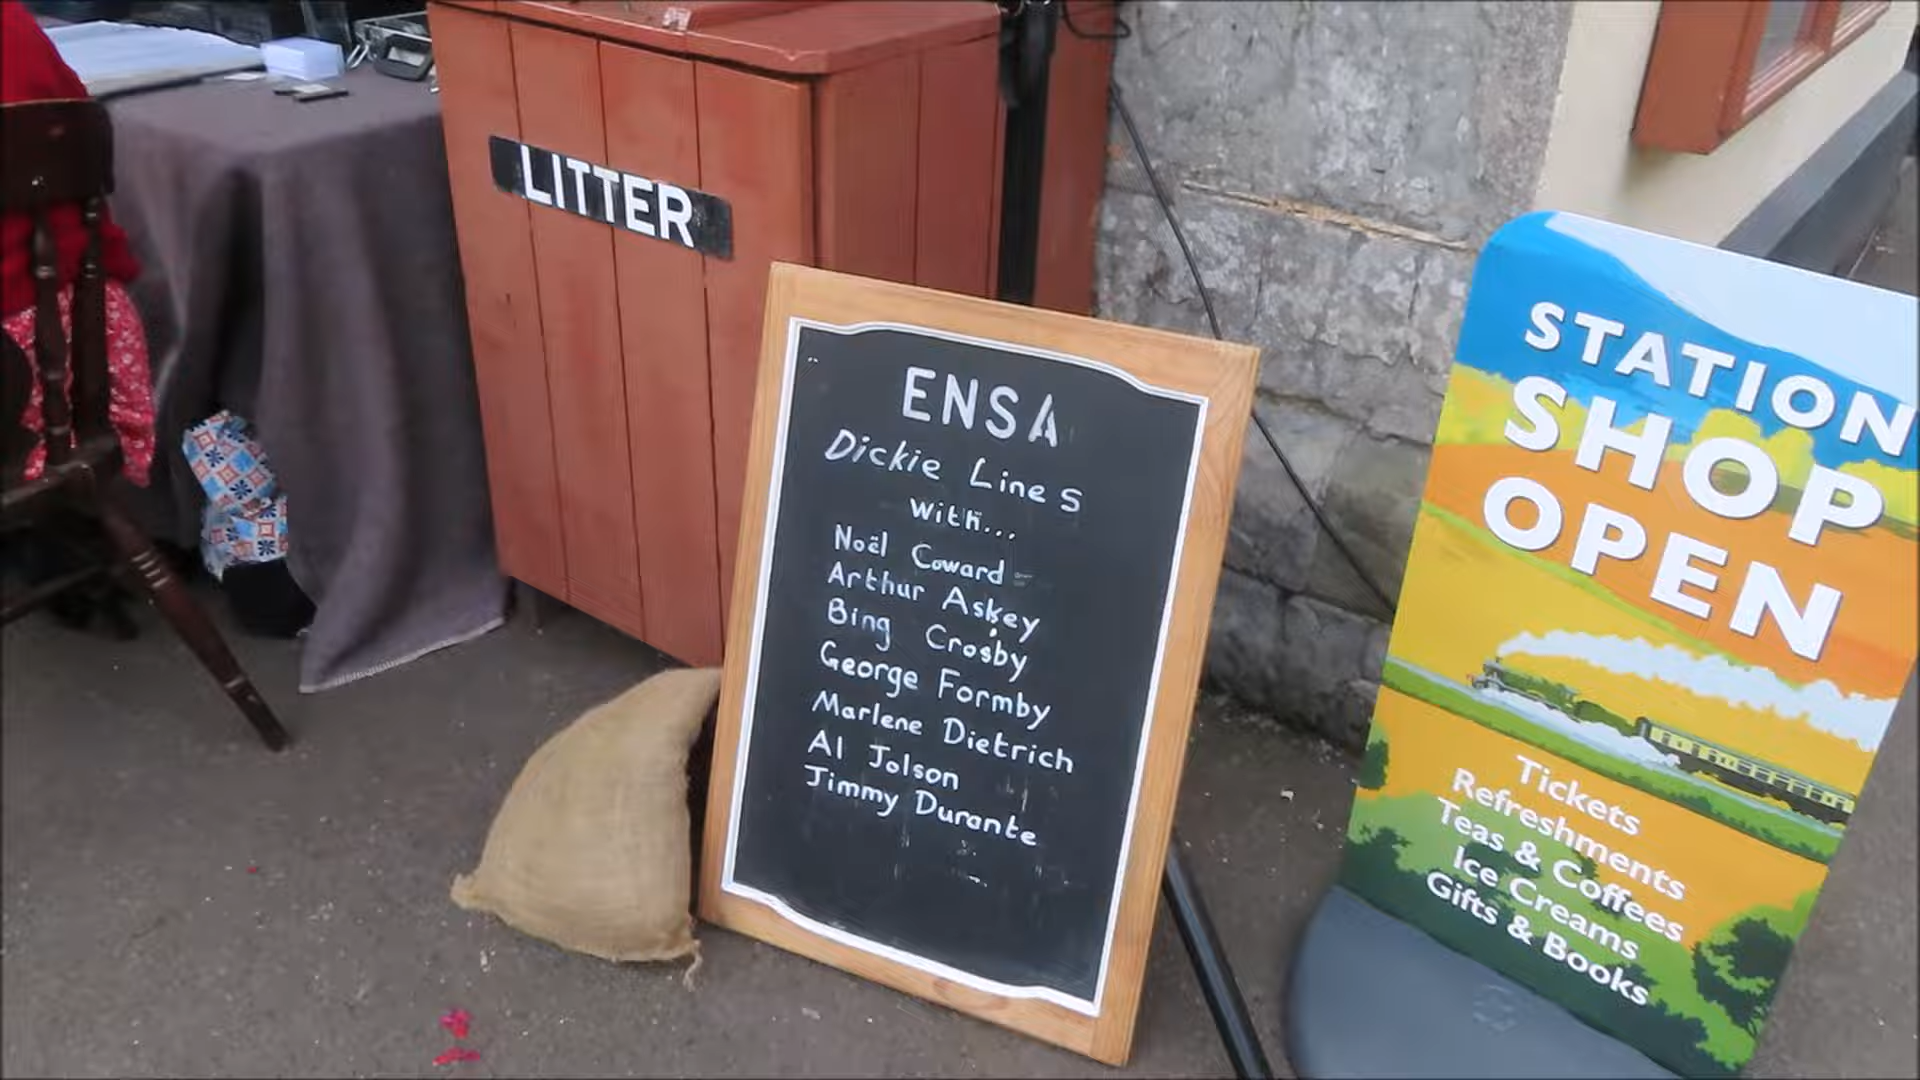 LITTER
ENSA
Dickie Lines
with...
Noël Coward
Arthur Askey
Bing Crosby
George Formby
Marlene Dietrich
Al Jolson
Jimmy Durante
STATION
SHOP
OPEN
Tickets
Refreshments
Teas & Coffees
Ice Creams
Gifts & Books